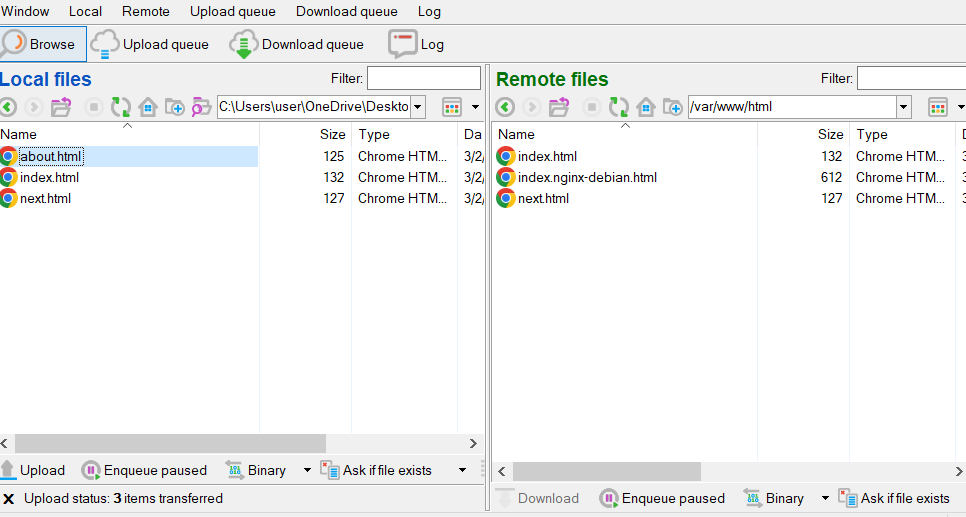 Window Local Remote Upload queue Download queue Log
Browse Upload queue Download queue Log
Local files Filter:
C:\Users\user\OneDrive\Deskto
Name Size Type Da
about.html 125 Chrome HTM... 3/2/
index.html 132 Chrome HTM... 3/2/
next.html 127 Chrome HTM... 3/2/
Upload Enqueue paused Binary Ask if file exists
X Upload status: 3 items transferred
Remote files Filter:
/var/www/html
Name Size Type D
index.html 132 Chrome HTM... 3
index.nginx-debian.html 612 Chrome HTM... 3
next.html 127 Chrome HTM... 3
Download Enqueue paused Binary Ask if file exists